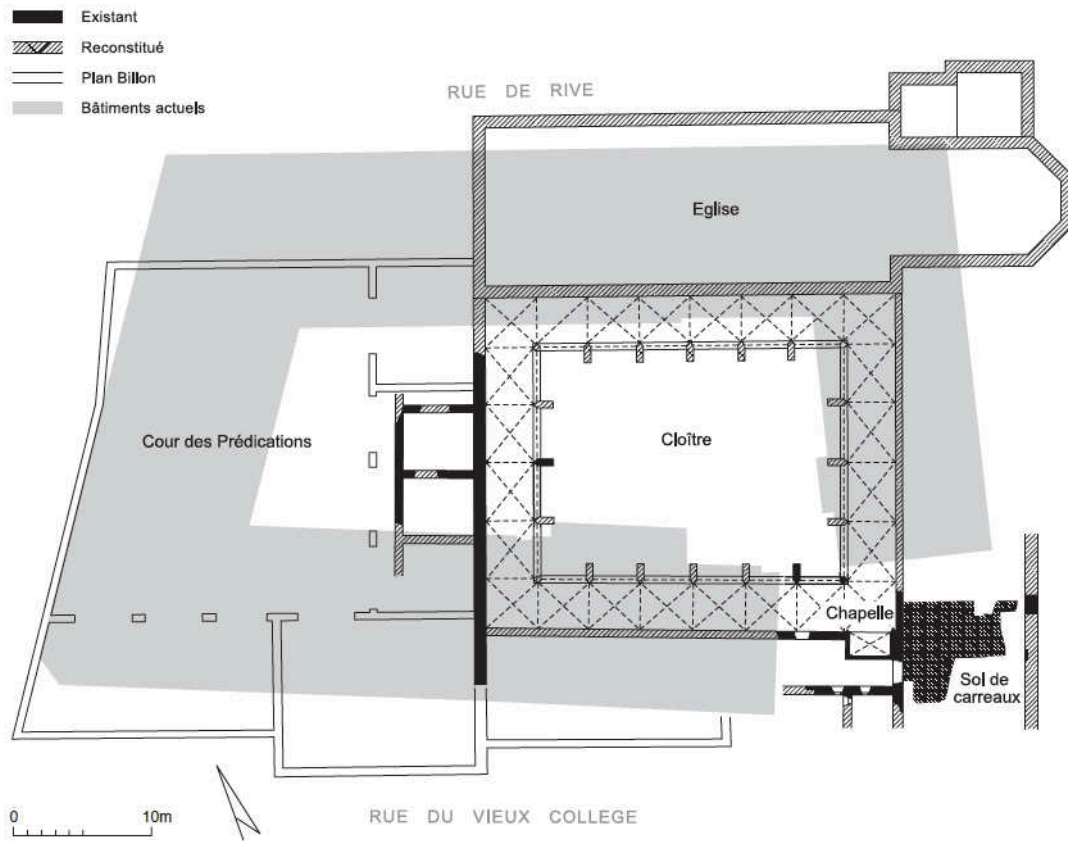 Existant
Reconstitué
Plan Billon
Bâtiments actuels
RUE DE RIVE
Eglise
Cour des Prédications
Cloître
Chapelle
Sol de
carreaux
0 10m
RUE DU VIEUX COLLEGE